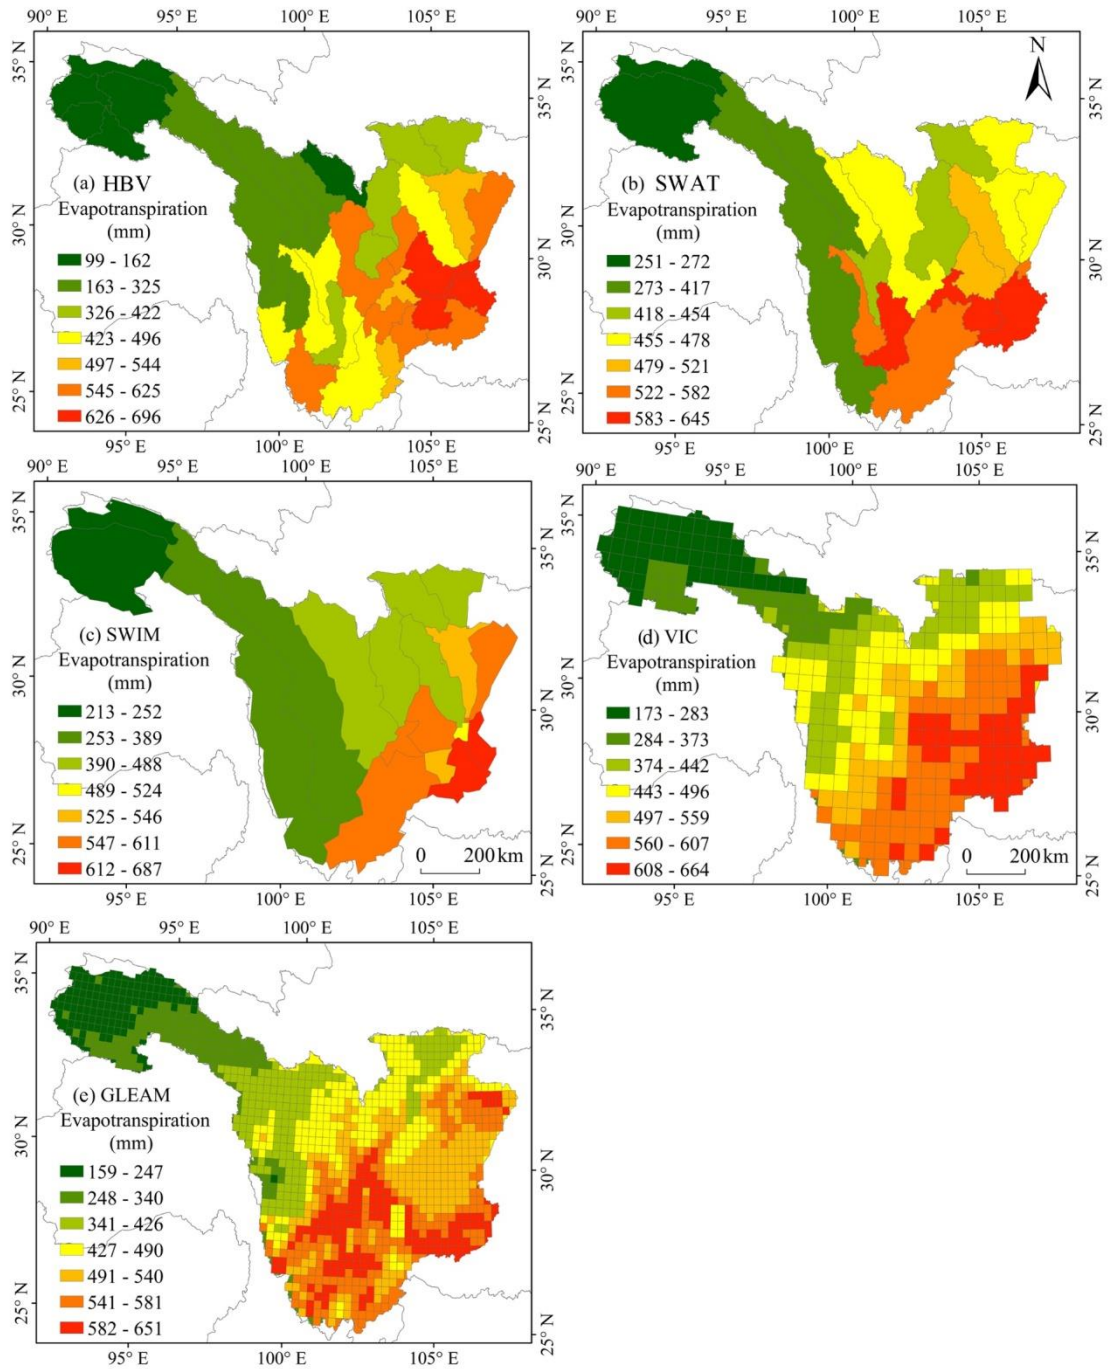 90° E 95° E 100° E 105° E
90° E 95° E 100° E 105° E
35° N
35° N
35° N
N
35° N
(a) HBV
Evapotranspiration
(mm)
30° N
30° N
99 - 162
163 - 325
326 - 422
423 - 496
497 - 544
545 - 625
626 - 696
25° N
25° N
95° E 100° E 105° E
(b) SWAT
Evapotranspiration
(mm)
30° N
30° N
251 - 272
273 - 417
418 - 454
455 - 478
479 - 521
522 - 582
583 - 645
25° N
25° N
95° E 100° E 105° E
90° E 95° E 100° E 105° E
90° E 95° E 100° E 105° E
35° N
35° N
(c) SWIM
Evapotranspiration
(mm)
30° N
30° N
213 - 252
253 - 389
390 - 488
489 - 524
525 - 546
547 - 611
612 - 687
25° N
25° N
0 200 km
95° E 100° E 105° E
35° N
35° N
(d) VIC
Evapotranspiration
(mm)
30° N
30° N
173 - 283
284 - 373
374 - 442
443 - 496
497 - 559
560 - 607
608 - 664
25° N
25° N
0 200 km
95° E 100° E 105° E
90° E 95° E 100° E 105° E
35° N
35° N
(e) GLEAM
Evapotranspiration
(mm)
30° N
30° N
159 - 247
248 - 340
341 - 426
427 - 490
491 - 540
541 - 581
582 - 651
25° N
25° N
95° E 100° E 105° E